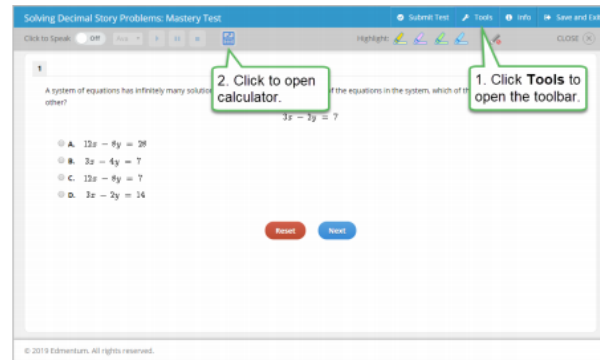 Solving Decimal Story Problems: Mastery Test
Submit Test
Tools
Info
Save and Exit
Click to Speak
Off
Highlight:
CLOSE
1
A system of equations has infinitely many solutio
f the equations in the system, which of th
other?
2. Click to open
calculator.
1. Click Tools to
open the toolbar.
3x − 2y = 7
A. 12x − 8y = 28
B. 3x − 4y = 7
C. 12x − 8y = 7
D. 3x − 2y = 14
Reset
Next
© 2019 Edmentum. All rights reserved.